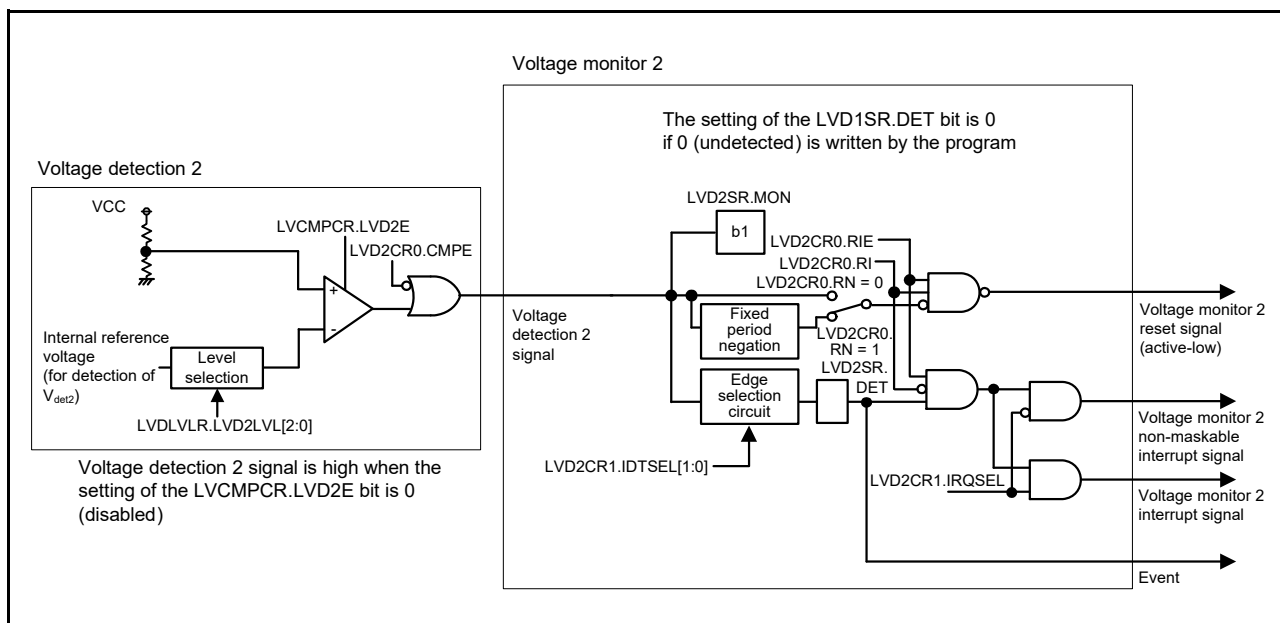 Voltage monitor 2
The setting of the LVD1SR.DET bit is 0
if 0 (undetected) is written by the program
Voltage detection 2
VCC
LVCMPCR.LVD2E
LVD2CR0.CMPE
+
-
Internal reference
voltage
(for detection of
Vdet2)
Level
selection
LVDLVLR.LVD2LVL[2:0]
Voltage detection 2 signal is high when the
setting of the LVCMPCR.LVD2E bit is 0
(disabled)
Voltage
detection 2
signal
LVD2SR.MON
b1
LVD2CR0.RIE
LVD2CR0.RI
LVD2CR0.RN = 0
Fixed
period
negation
LVD2CR0.
RN = 1
LVD2SR.
DET
Edge
selection
circuit
LVD2CR1.IDTSEL[1:0]
LVD2CR1.IRQSEL
Voltage monitor 2
reset signal
(active-low)
Voltage monitor 2
non-maskable
interrupt signal
Voltage monitor 2
interrupt signal
Event